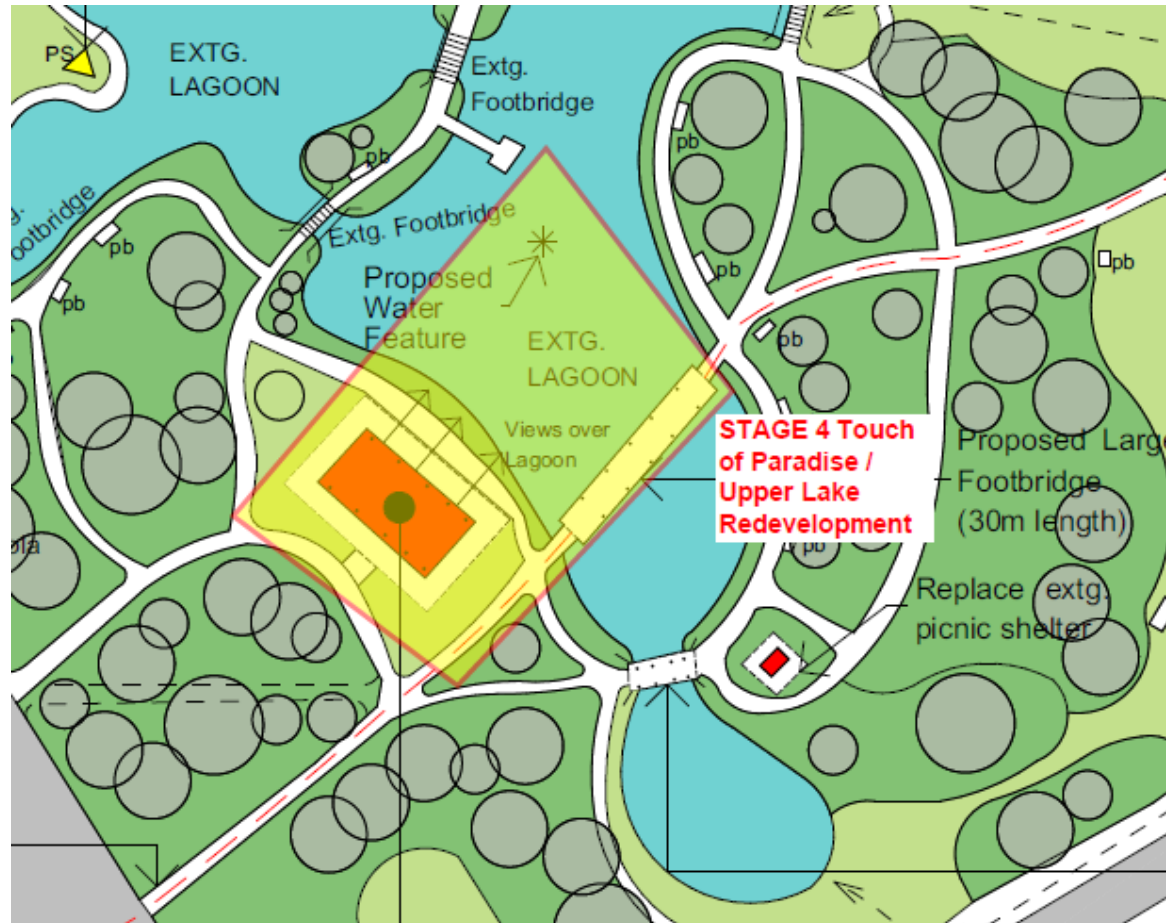 PS
EXTG.
LAGOON
Extg.
Footbridge
pb
Extg. Footbridge
footbridge
pb
pb
pb
pb
pb
pb
Proposed
Water
Feature
EXTG.
LAGOON
Views over
Lagoon
STAGE 4 Touch
of Paradise /
Upper Lake
Redevelopment
Proposed Large
Footbridge
(30m length)
pb
Replace extg.
picnic shelter